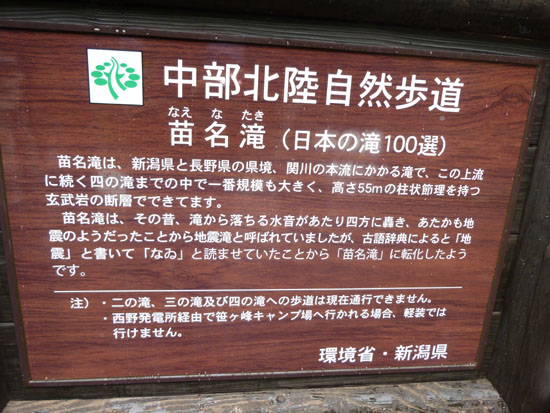 中部北陸自然歩道
なえ な たき
苗名滝（日本の滝100選）
苗名滝は、新潟県と長野県の県境、関川の本流にかかる滝で、この上流
に続く四の滝までの中で一番規模も大きく、高さ55mの柱状節理を持つ
玄武岩の断層でできてます。
苗名滝は、その昔、滝から落ちる水音があたり四方に轟き、あたかも地
震のようだったことから地震滝と呼ばれていましたが、古語辞典によると「地
震」と書いて「なゐ」と読ませていたことから「苗名滝」に転化したよう
です。
注）・二の滝、三の滝及び四の滝への歩道は現在通行できません。
・西野発電所経由で笹ヶ峰キャンプ場へ行かれる場合、軽装では
行けません。
環境省・新潟県